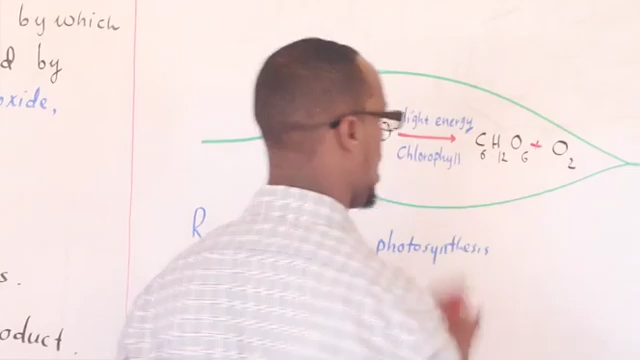 by which
d by
oxide,
light energy
Chlorophyll
C6H12O6 + O2
R
photosynthesis
s.
oduct.